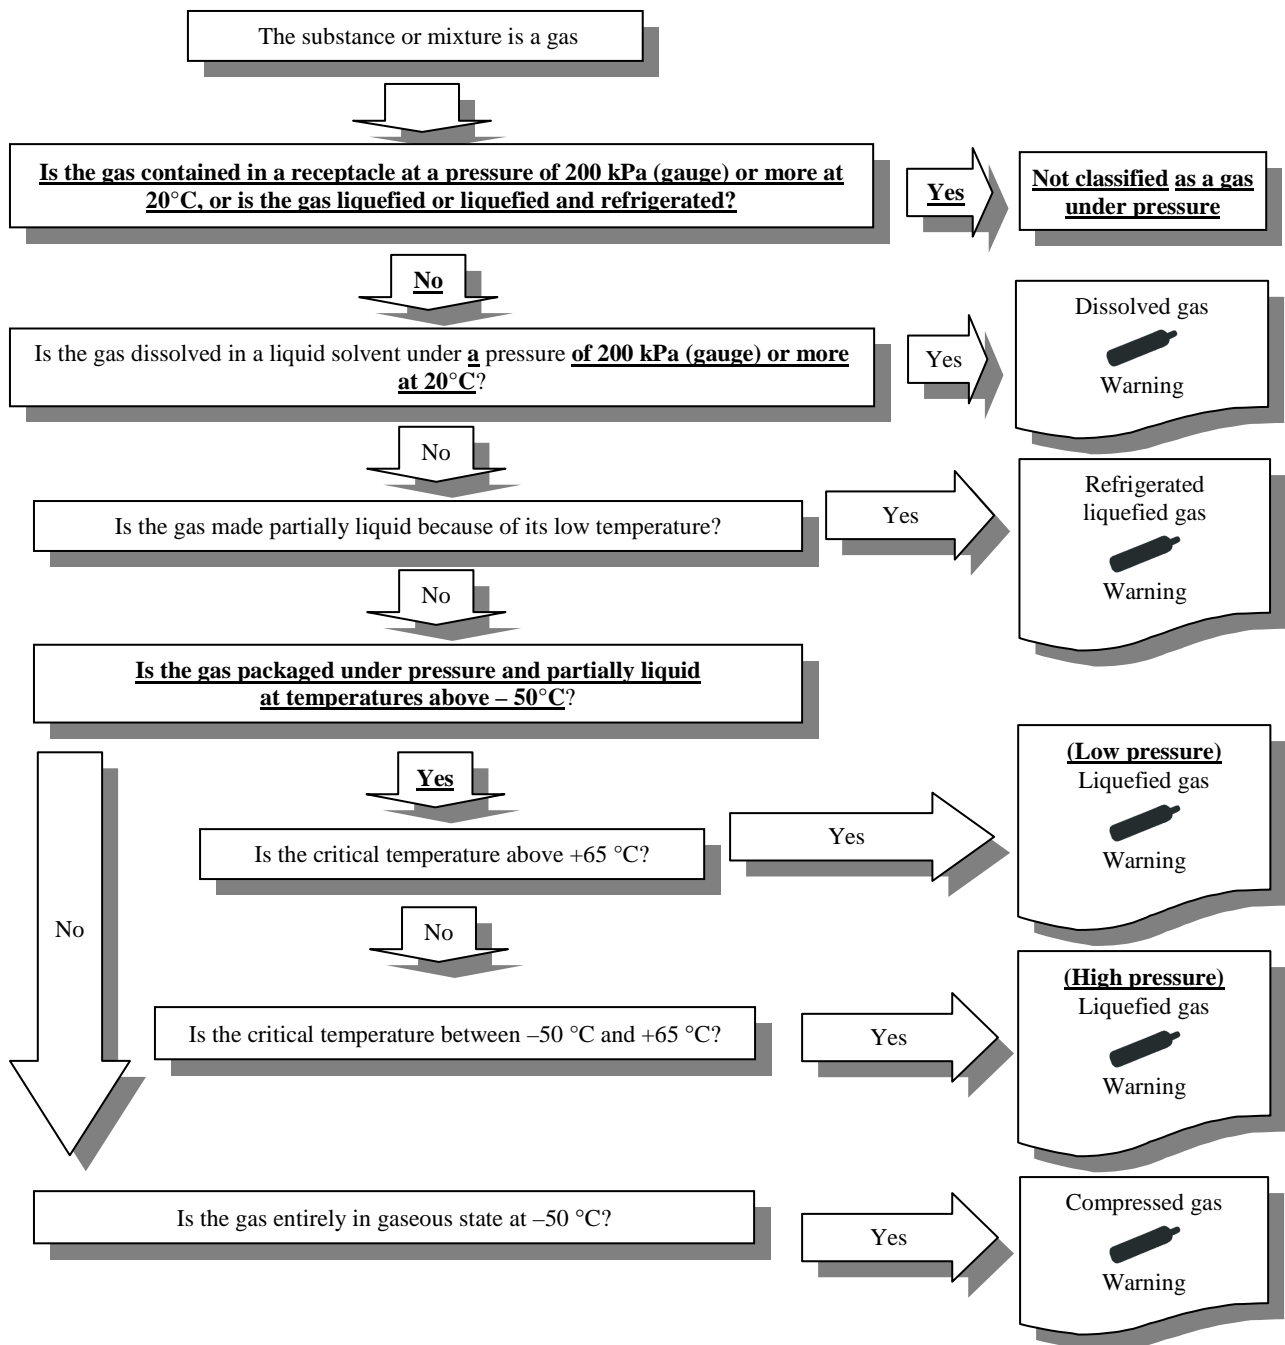 The substance or mixture is a gas
Is the gas contained in a receptacle at a pressure of 200 kPa (gauge) or more at
20°C, or is the gas liquefied or liquefied and refrigerated?
Yes
Not classified as a gas
under pressure
No
Is the gas dissolved in a liquid solvent under a pressure of 200 kPa (gauge) or more
at 20°C?
Yes
Dissolved gas
Warning
No
Is the gas made partially liquid because of its low temperature?
Yes
Refrigerated
liquefied gas
Warning
No
Is the gas packaged under pressure and partially liquid
at temperatures above – 50°C?
Yes
Is the critical temperature above +65 °C?
Yes
(Low pressure)
Liquefied gas
Warning
No
No
Is the critical temperature between –50 °C and +65 °C?
Yes
(High pressure)
Liquefied gas
Warning
Is the gas entirely in gaseous state at –50 °C?
Yes
Compressed gas
Warning